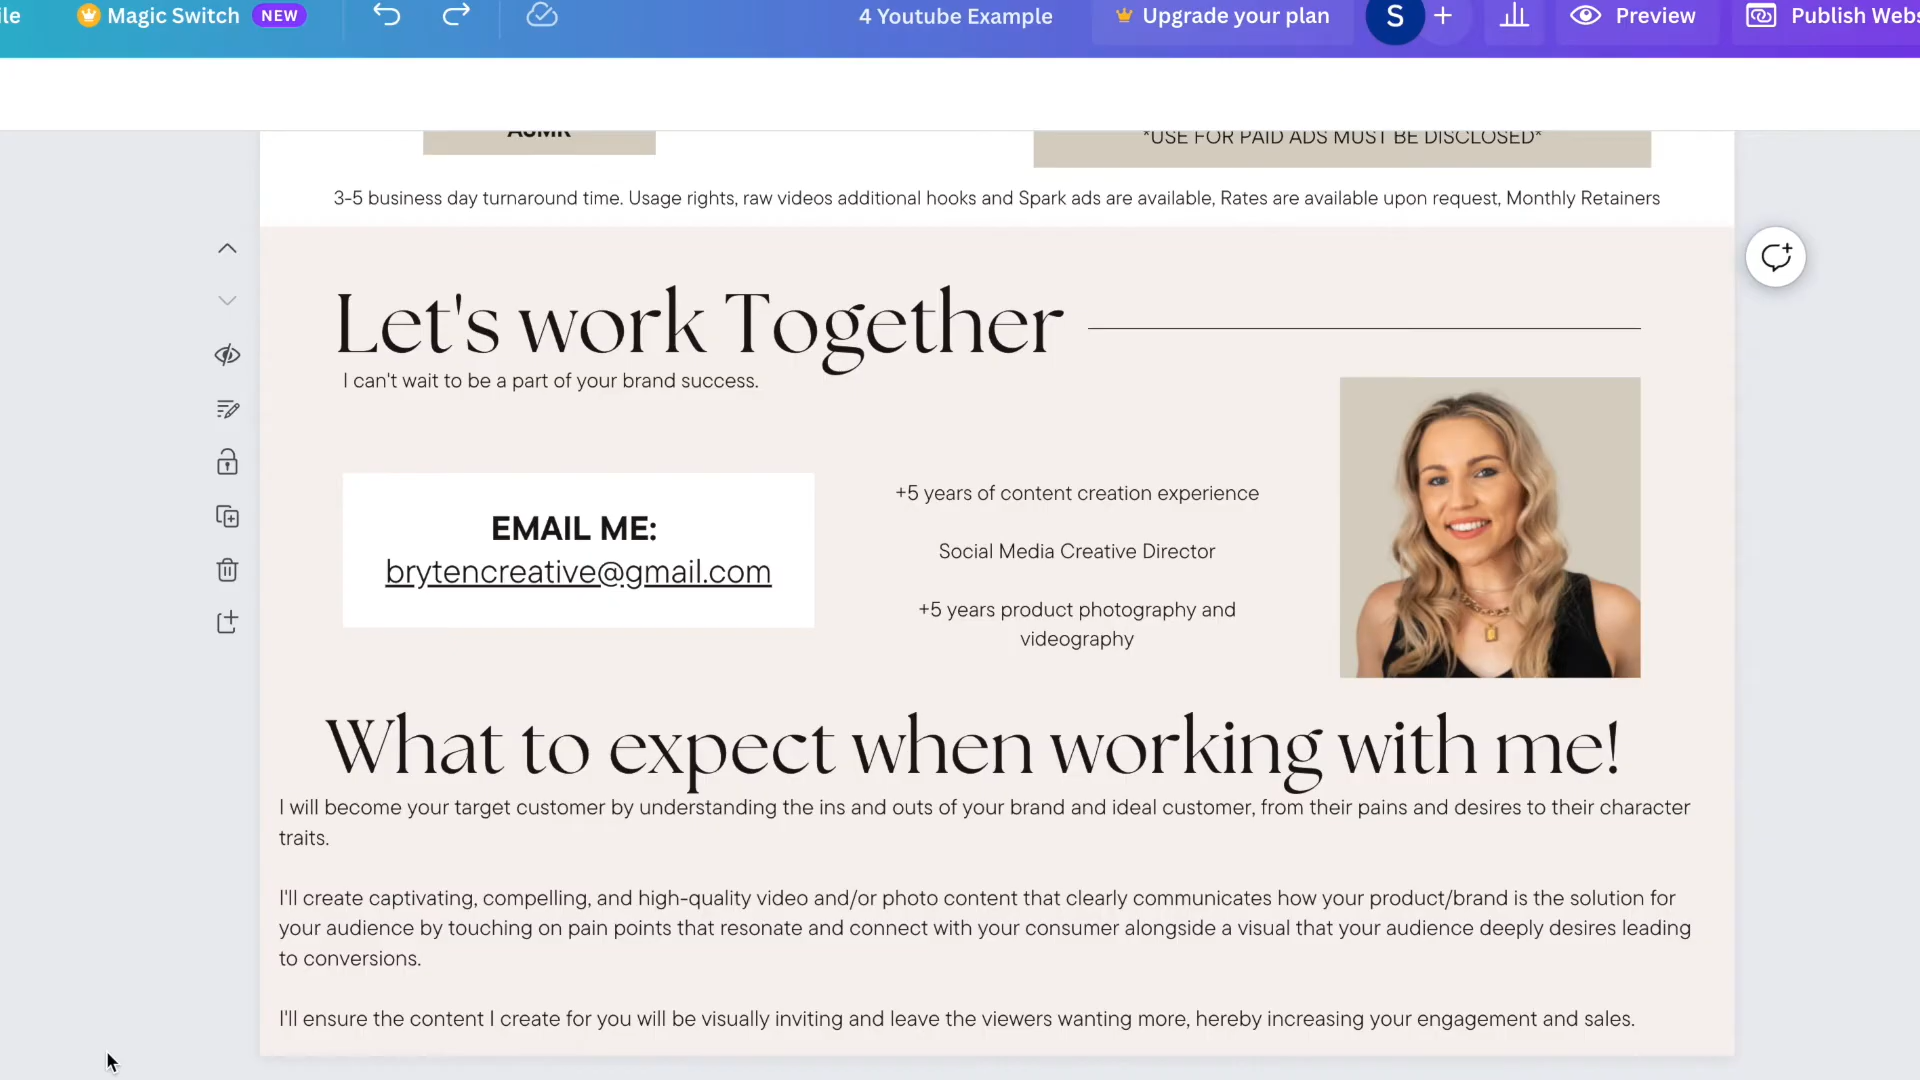 ile
Magic Switch NEW
4 Youtube Example
Upgrade your plan
S
Preview
Publish Webs
ASMR
*USE FOR PAID ADS MUST BE DISCLOSED*
3-5 business day turnaround time. Usage rights, raw videos additional hooks and Spark ads are available, Rates are available upon request, Monthly Retainers
Let's work Together
I can't wait to be a part of your brand success.
EMAIL ME:
brytencreative@gmail.com
+5 years of content creation experience
Social Media Creative Director
+5 years product photography and
videography
What to expect when working with me!
I will become your target customer by understanding the ins and outs of your brand and ideal customer, from their pains and desires to their character
traits.
I'll create captivating, compelling, and high-quality video and/or photo content that clearly communicates how your product/brand is the solution for
your audience by touching on pain points that resonate and connect with your consumer alongside a visual that your audience deeply desires leading
to conversions.
I'll ensure the content I create for you will be visually inviting and leave the viewers wanting more, hereby increasing your engagement and sales.